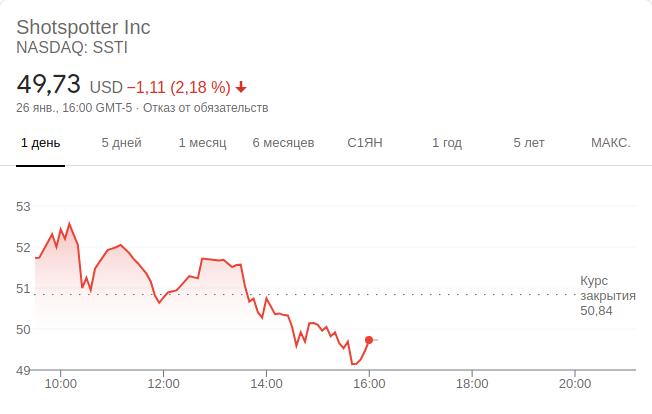 Shotspotter Inc
NASDAQ: SSTI
49,73 USD −1,11 (2,18 %)
26 янв., 16:00 GMT-5 · Отказ от обязательств
1 день 5 дней 1 месяц 6 месяцев С1ЯН 1 год 5 лет МАКС.
53
52
51
50
49
Курс
закрытия
50,84
10:00 12:00 14:00 16:00 18:00 20:00